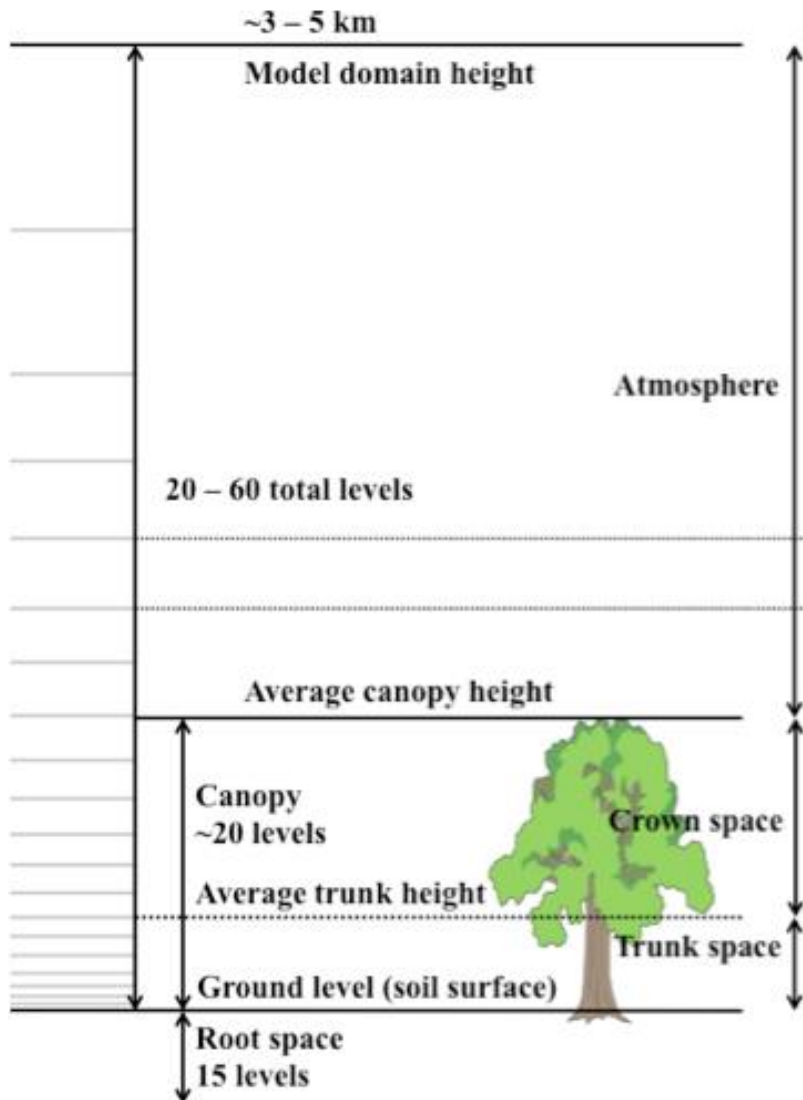 ~3 – 5 km
Model domain height
Atmosphere
20 – 60 total levels
Average canopy height
Canopy
~20 levels
Crown space
Average trunk height
Trunk space
Ground level (soil surface)
Root space
15 levels